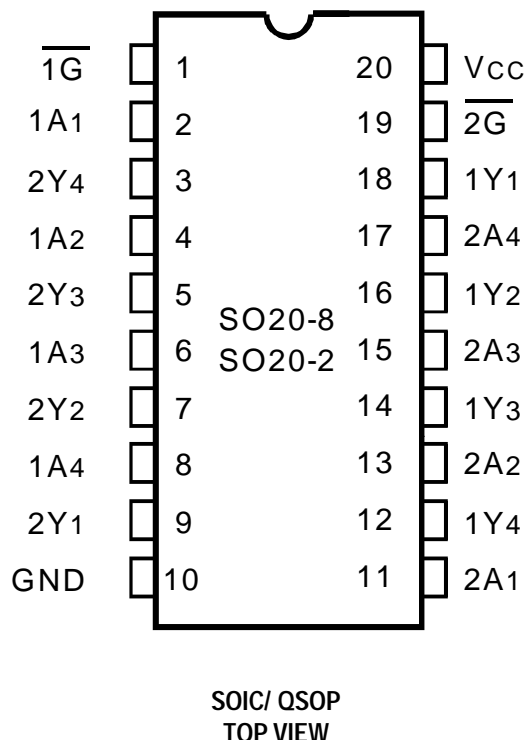 1G 1 20 VCC
1A1 2 19 2G
2Y4 3 18 1Y1
1A2 4 17 2A4
2Y3 5 16 1Y2
SO20-8
1A3 6 SO20-2 15 2A3
2Y2 7 14 1Y3
1A4 8 13 2A2
2Y1 9 12 1Y4
GND 10 11 2A1
SOIC/ QSOP
TOP VIEW